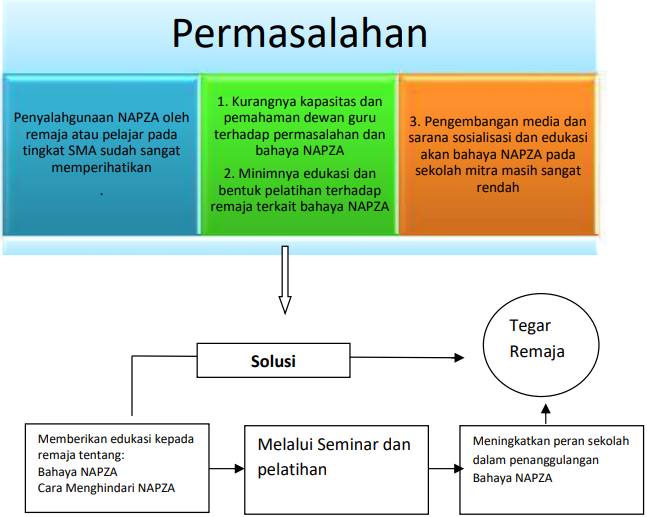 Permasalahan
Penyalahgunaan NAPZA oleh
remaja atau pelajar pada
tingkat SMA sudah sangat
memperihatikan
.
1. Kurangnya kapasitas dan
pemahaman dewan guru
terhadap permasalahan dan
bahaya NAPZA
2. Minimnya edukasi dan
bentuk pelatihan terhadap
remaja terkait bahaya NAPZA
3. Pengembangan media dan
sarana sosialisasi dan edukasi
akan bahaya NAPZA pada
sekolah mitra masih sangat
rendah
Solusi
Tegar
Remaja
Memberikan edukasi kepada
remaja tentang:
Bahaya NAPZA
Cara Menghindari NAPZA
Melalui Seminar dan
pelatihan
Meningkatkan peran sekolah
dalam penanggulangan
Bahaya NAPZA